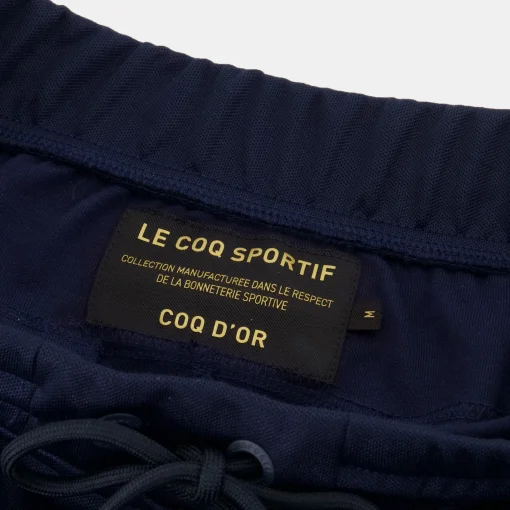 LE COQ SPORTIF
COLLECTION MANUFACTUREE DANS LE RESPECT
DE LA BONNETERIE SPORTIVE
COQ D'OR
M